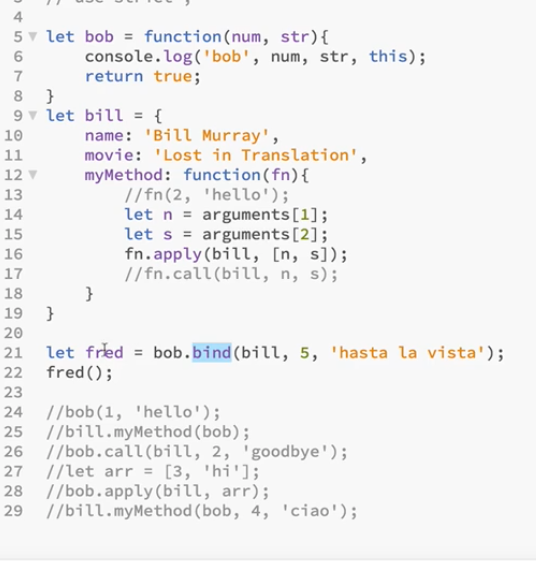 3 // "use strict";
4
5 let bob = function(num, str){
6 console.log('bob', num, str, this);
7 return true;
8 }
9 let bill = {
10 name: 'Bill Murray',
11 movie: 'Lost in Translation',
12 myMethod: function(fn){
13 //fn(2, 'hello');
14 let n = arguments[1];
15 let s = arguments[2];
16 fn.apply(bill, [n, s]);
17 //fn.call(bill, n, s);
18 }
19 }
20
21 let fred = bob.bind(bill, 5, 'hasta la vista');
22 fred();
23
24 //bob(1, 'hello');
25 //bill.myMethod(bob);
26 //bob.call(bill, 2, 'goodbye');
27 //let arr = [3, 'hi'];
28 //bob.apply(bill, arr);
29 //bill.myMethod(bob, 4, 'ciao');